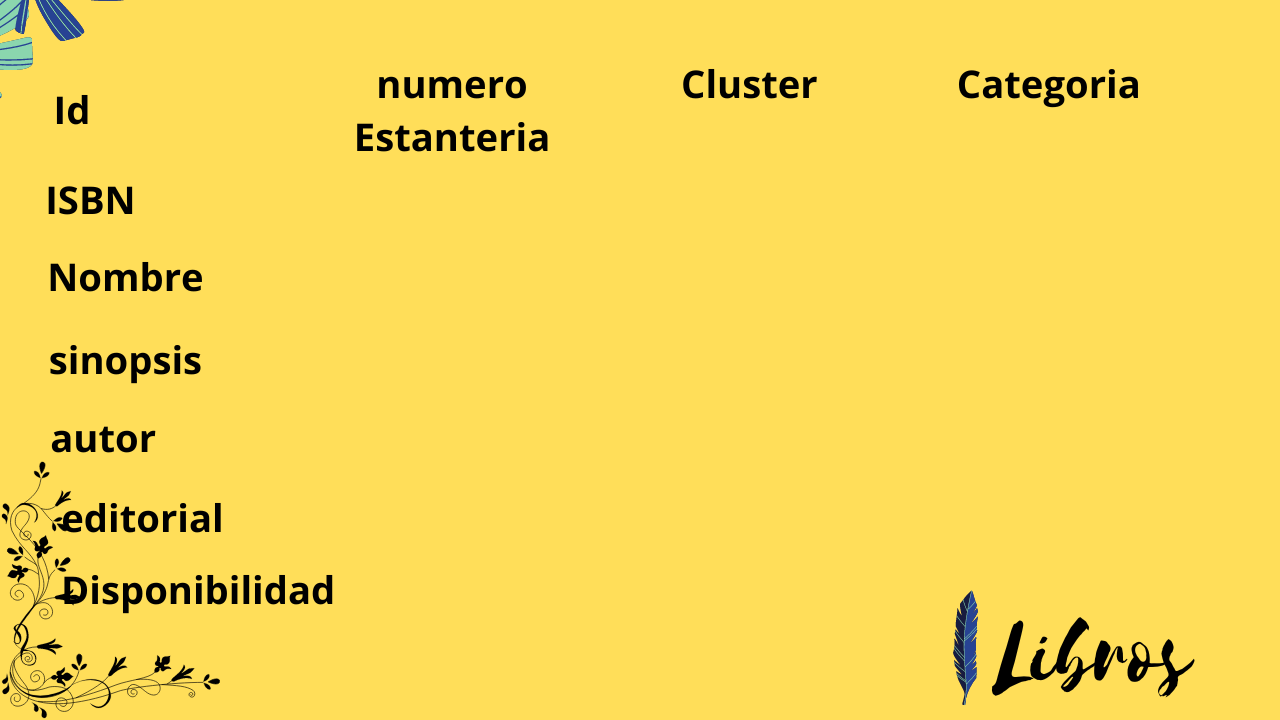 Id
ISBN
Nombre
sinopsis
autor
editorial
Disponibilidad
numero
Estanteria
Cluster
Categoria
Libros